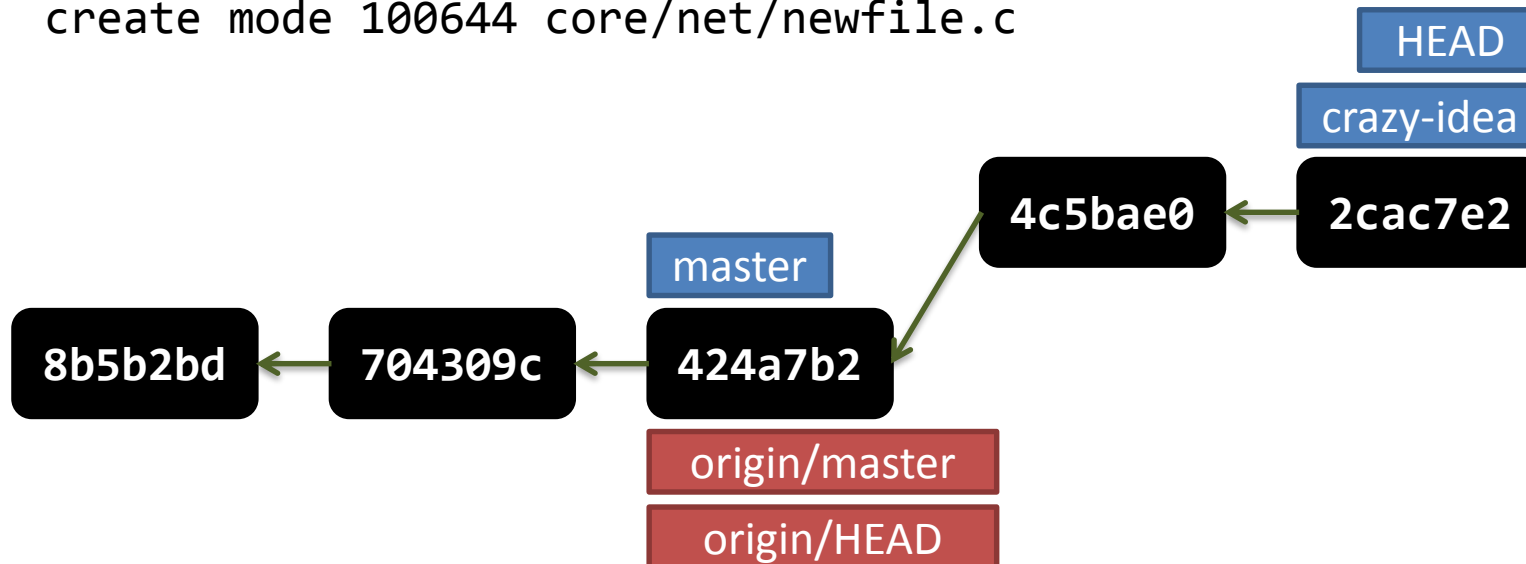 create mode 100644 core/net/newfile.c
HEAD
crazy-idea
4c5bae0
2cac7e2
master
8b5b2bd
704309c
424a7b2
origin/master
origin/HEAD